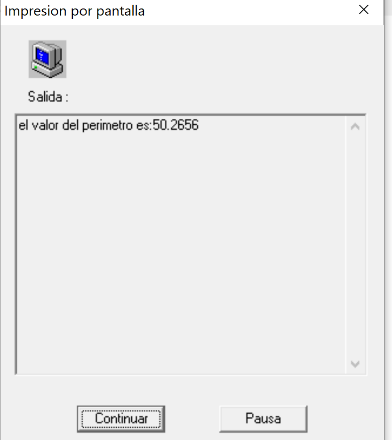 Impresion por pantalla
Salida :
el valor del perimetro es:50.2656
Continuar
Pausa